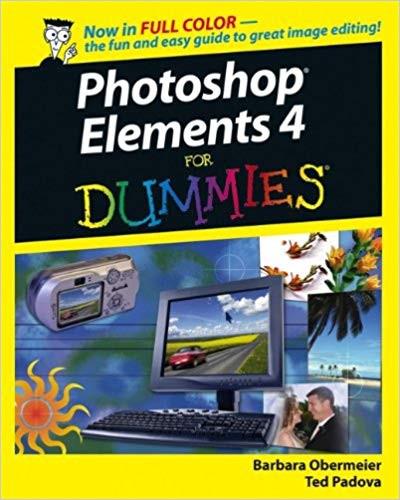 Now in FULL COLOR —
the fun and easy guide to great image editing!
Photoshop®
Elements 4
FOR
DUMMIES®
Barbara Obermeier
Ted Padova